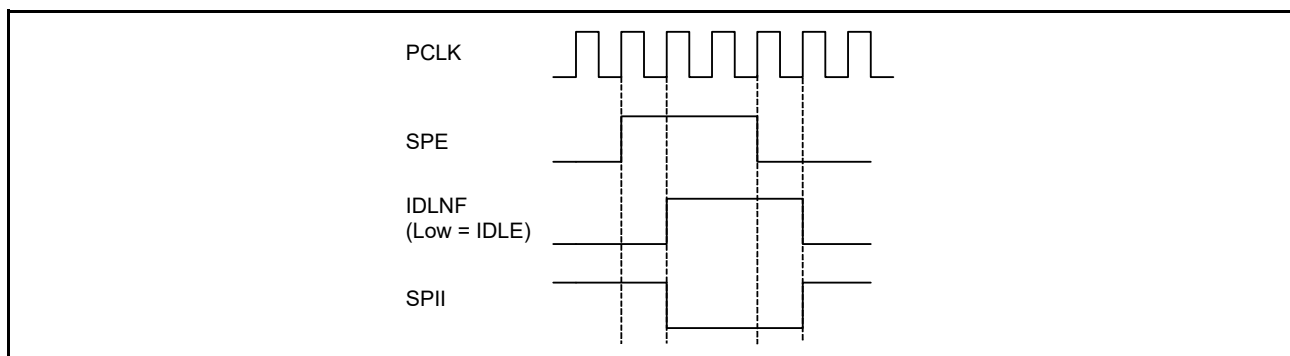 PCLK
SPE
IDLNF
(Low = IDLE)
SPII